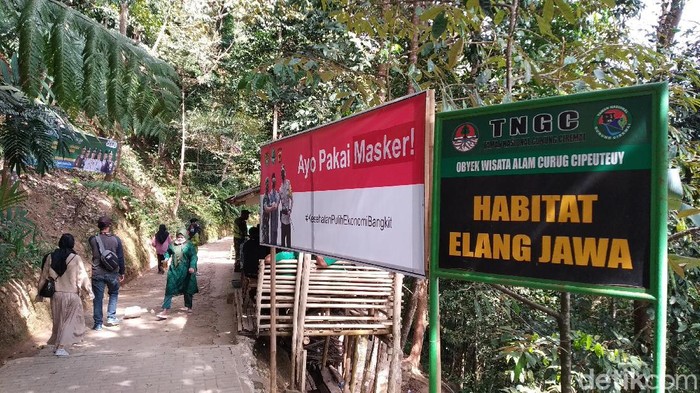 Ayo Pakai Masker!
#KesehatanPulihEkonomiBangkit
TNGC
OBYEK WISATA ALAM CURUG CIPEUTEUY
HABITAT
ELANG JAWA
detikcom